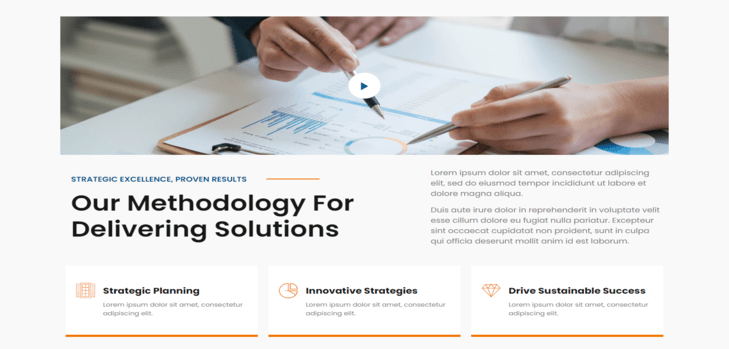 STRATEGIC EXCELLENCE, PROVEN RESULTS
Our Methodology For
Delivering Solutions
Lorem ipsum dolor sit amet, consectetur adipiscing
elit, sed do eiusmod tempor incididunt ut labore et
dolore magna aliqua.
Duis aute irure dolor in reprehenderit in voluptate velit
esse cillum dolore eu fugiat nulla pariatur. Excepteur
sint occaecat cupidatat non proident, sunt in culpa
qui officia deserunt mollit anim id est laborum.
Strategic Planning
Lorem ipsum dolor sit amet, consectetur
adipiscing elit.
Innovative Strategies
Lorem ipsum dolor sit amet, consectetur
adipiscing elit.
Drive Sustainable Success
Lorem ipsum dolor sit amet, consectetur
adipiscing elit.